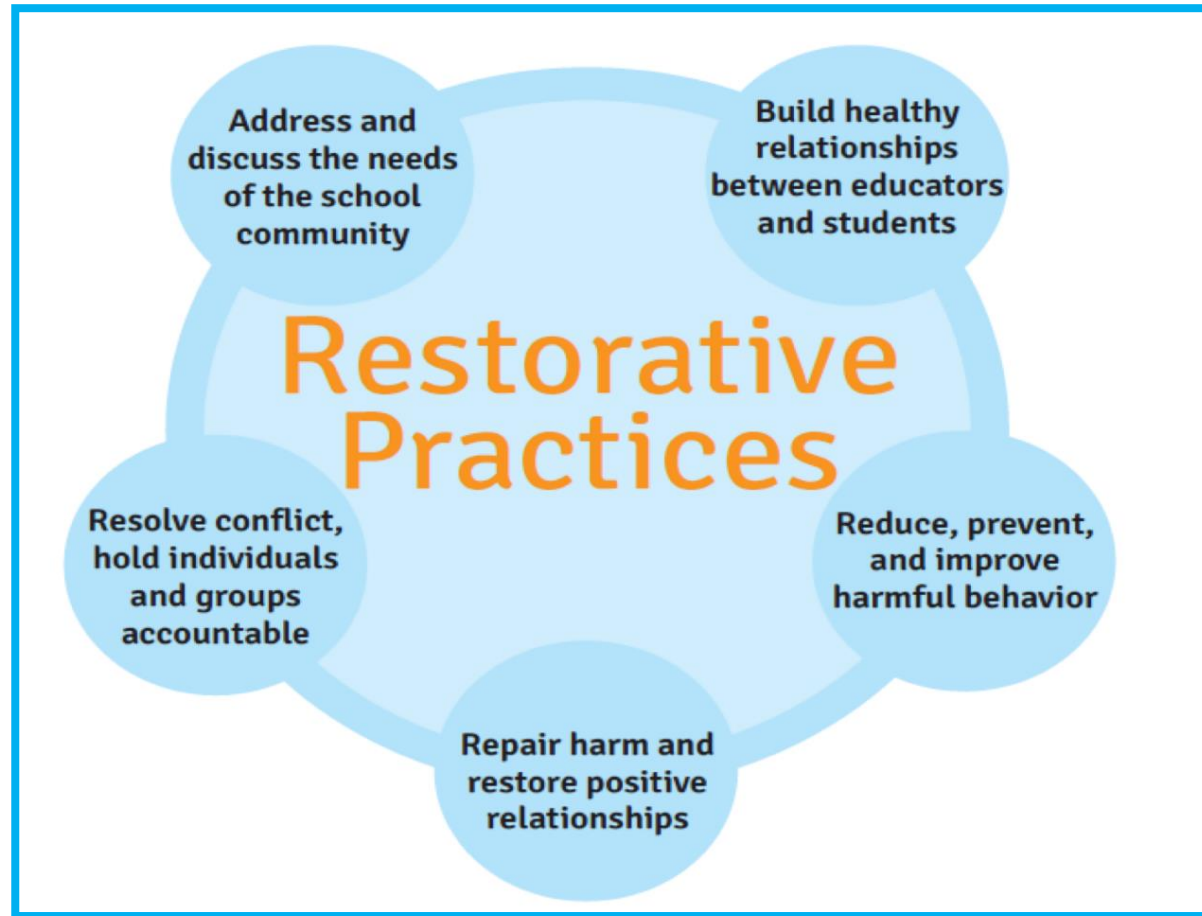 Address and
discuss the needs
of the school
community
Build healthy
relationships
between educators
and students
Restorative
Practices
Resolve conflict,
hold individuals
and groups
accountable
Reduce, prevent,
and improve
harmful behavior
Repair harm and
restore positive
relationships